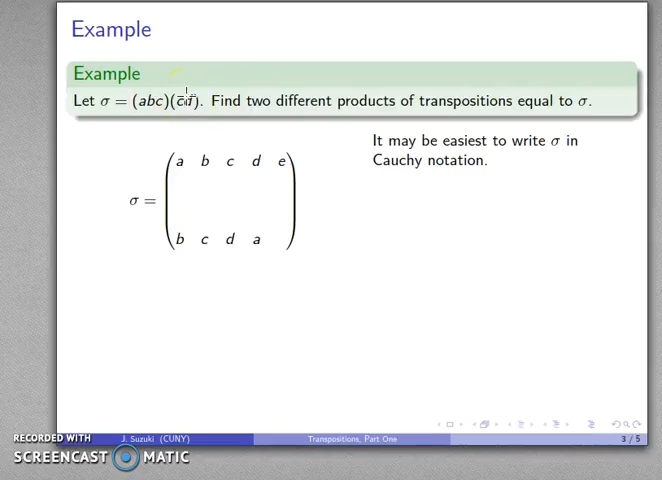 Example
Example
Let σ = (abc)(cd). Find two different products of transpositions equal to σ.
It may be easiest to write σ in
Cauchy notation.
a b c d e
σ =
b c d a
RECORDED WITH
SCREENCAST MATIC
J. Suzuki (CUNY)
Transpositions, Part One
3 / 5